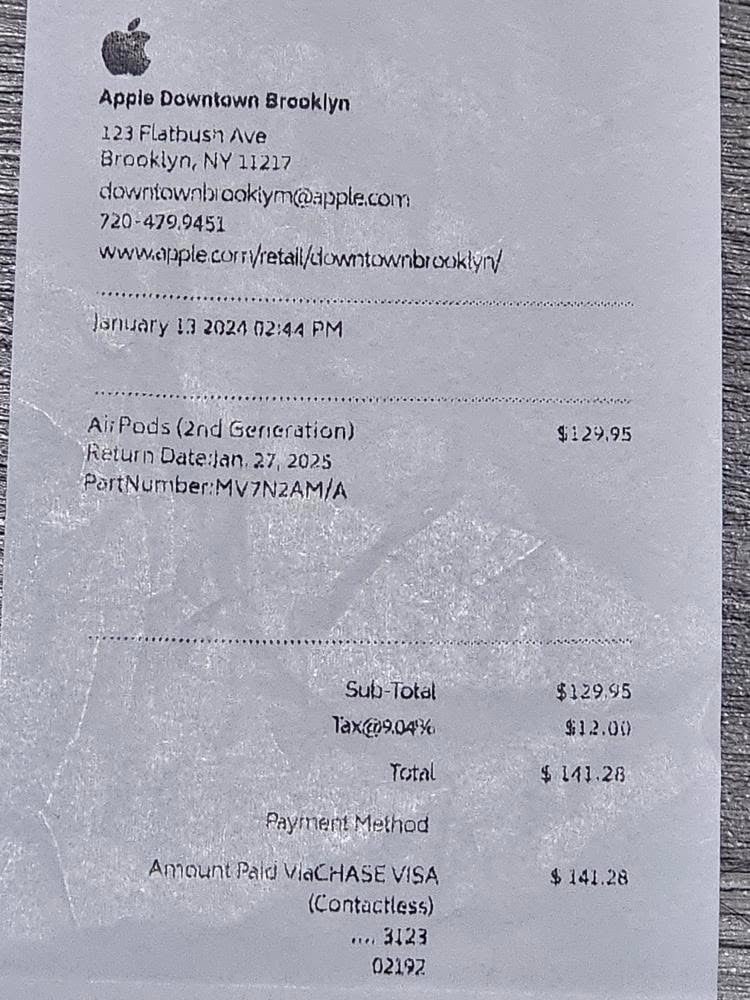 Apple Downtown Brooklyn
123 Flatbush Ave
Brooklyn, NY 11217
downtownbrooklym@apple.com
720-479.9451
www.apple.com/retail/downtownbrooklyn/
January 13 2024 02:44 PM
AirPods (2nd Generation) $129.95
Return Date:Jan. 27, 2025
PartNumber:MV7N2AM/A
Sub-Total $129.95
Tax@9.04% $12.00
Total $ 141.28
Payment Method
Amount Paid ViaCHASE VISA $ 141.28
(Contactless)
.... 3123
02192